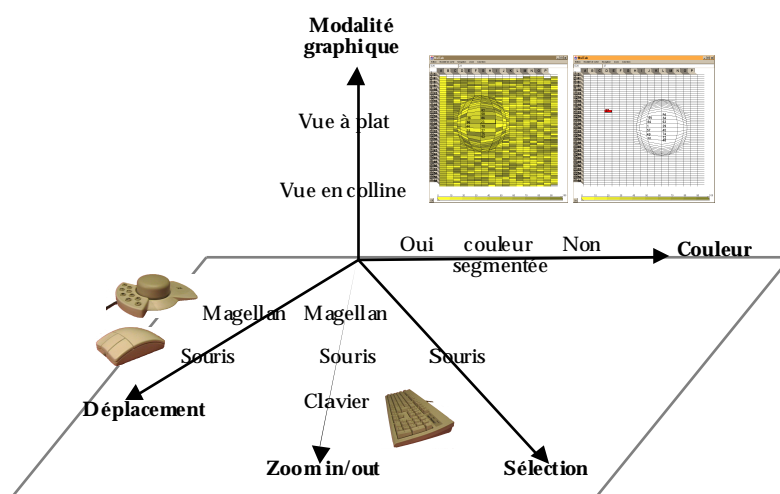 Modalité
graphique
Vue à plat
Vue en colline
Oui couleur Non
segmentée
Couleur
Magellan Magellan
Souris Souris Souris
Clavier
Déplacement
Zoom in/out
Sélection